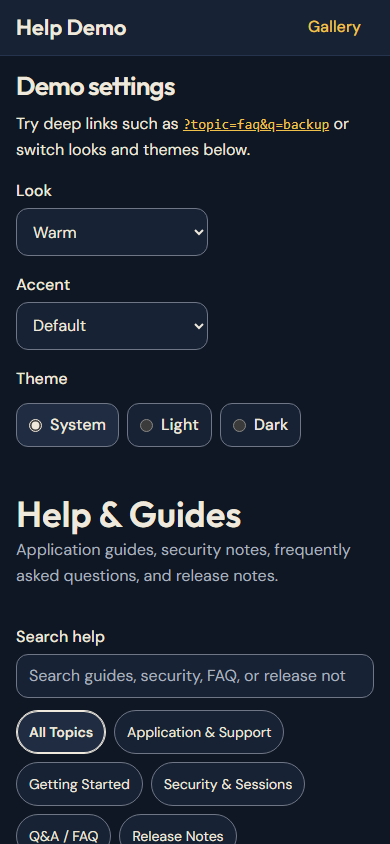 Help Demo
Gallery
Demo settings
Try deep links such as ?topic=faq&q=backup or
switch looks and themes below.
Look
Warm
Accent
Default
Theme
System
Light
Dark
Help & Guides
Application guides, security notes, frequently
asked questions, and release notes.
Search help
Search guides, security, FAQ, or release not
All Topics
Application & Support
Getting Started
Security & Sessions
Q&A / FAQ
Release Notes